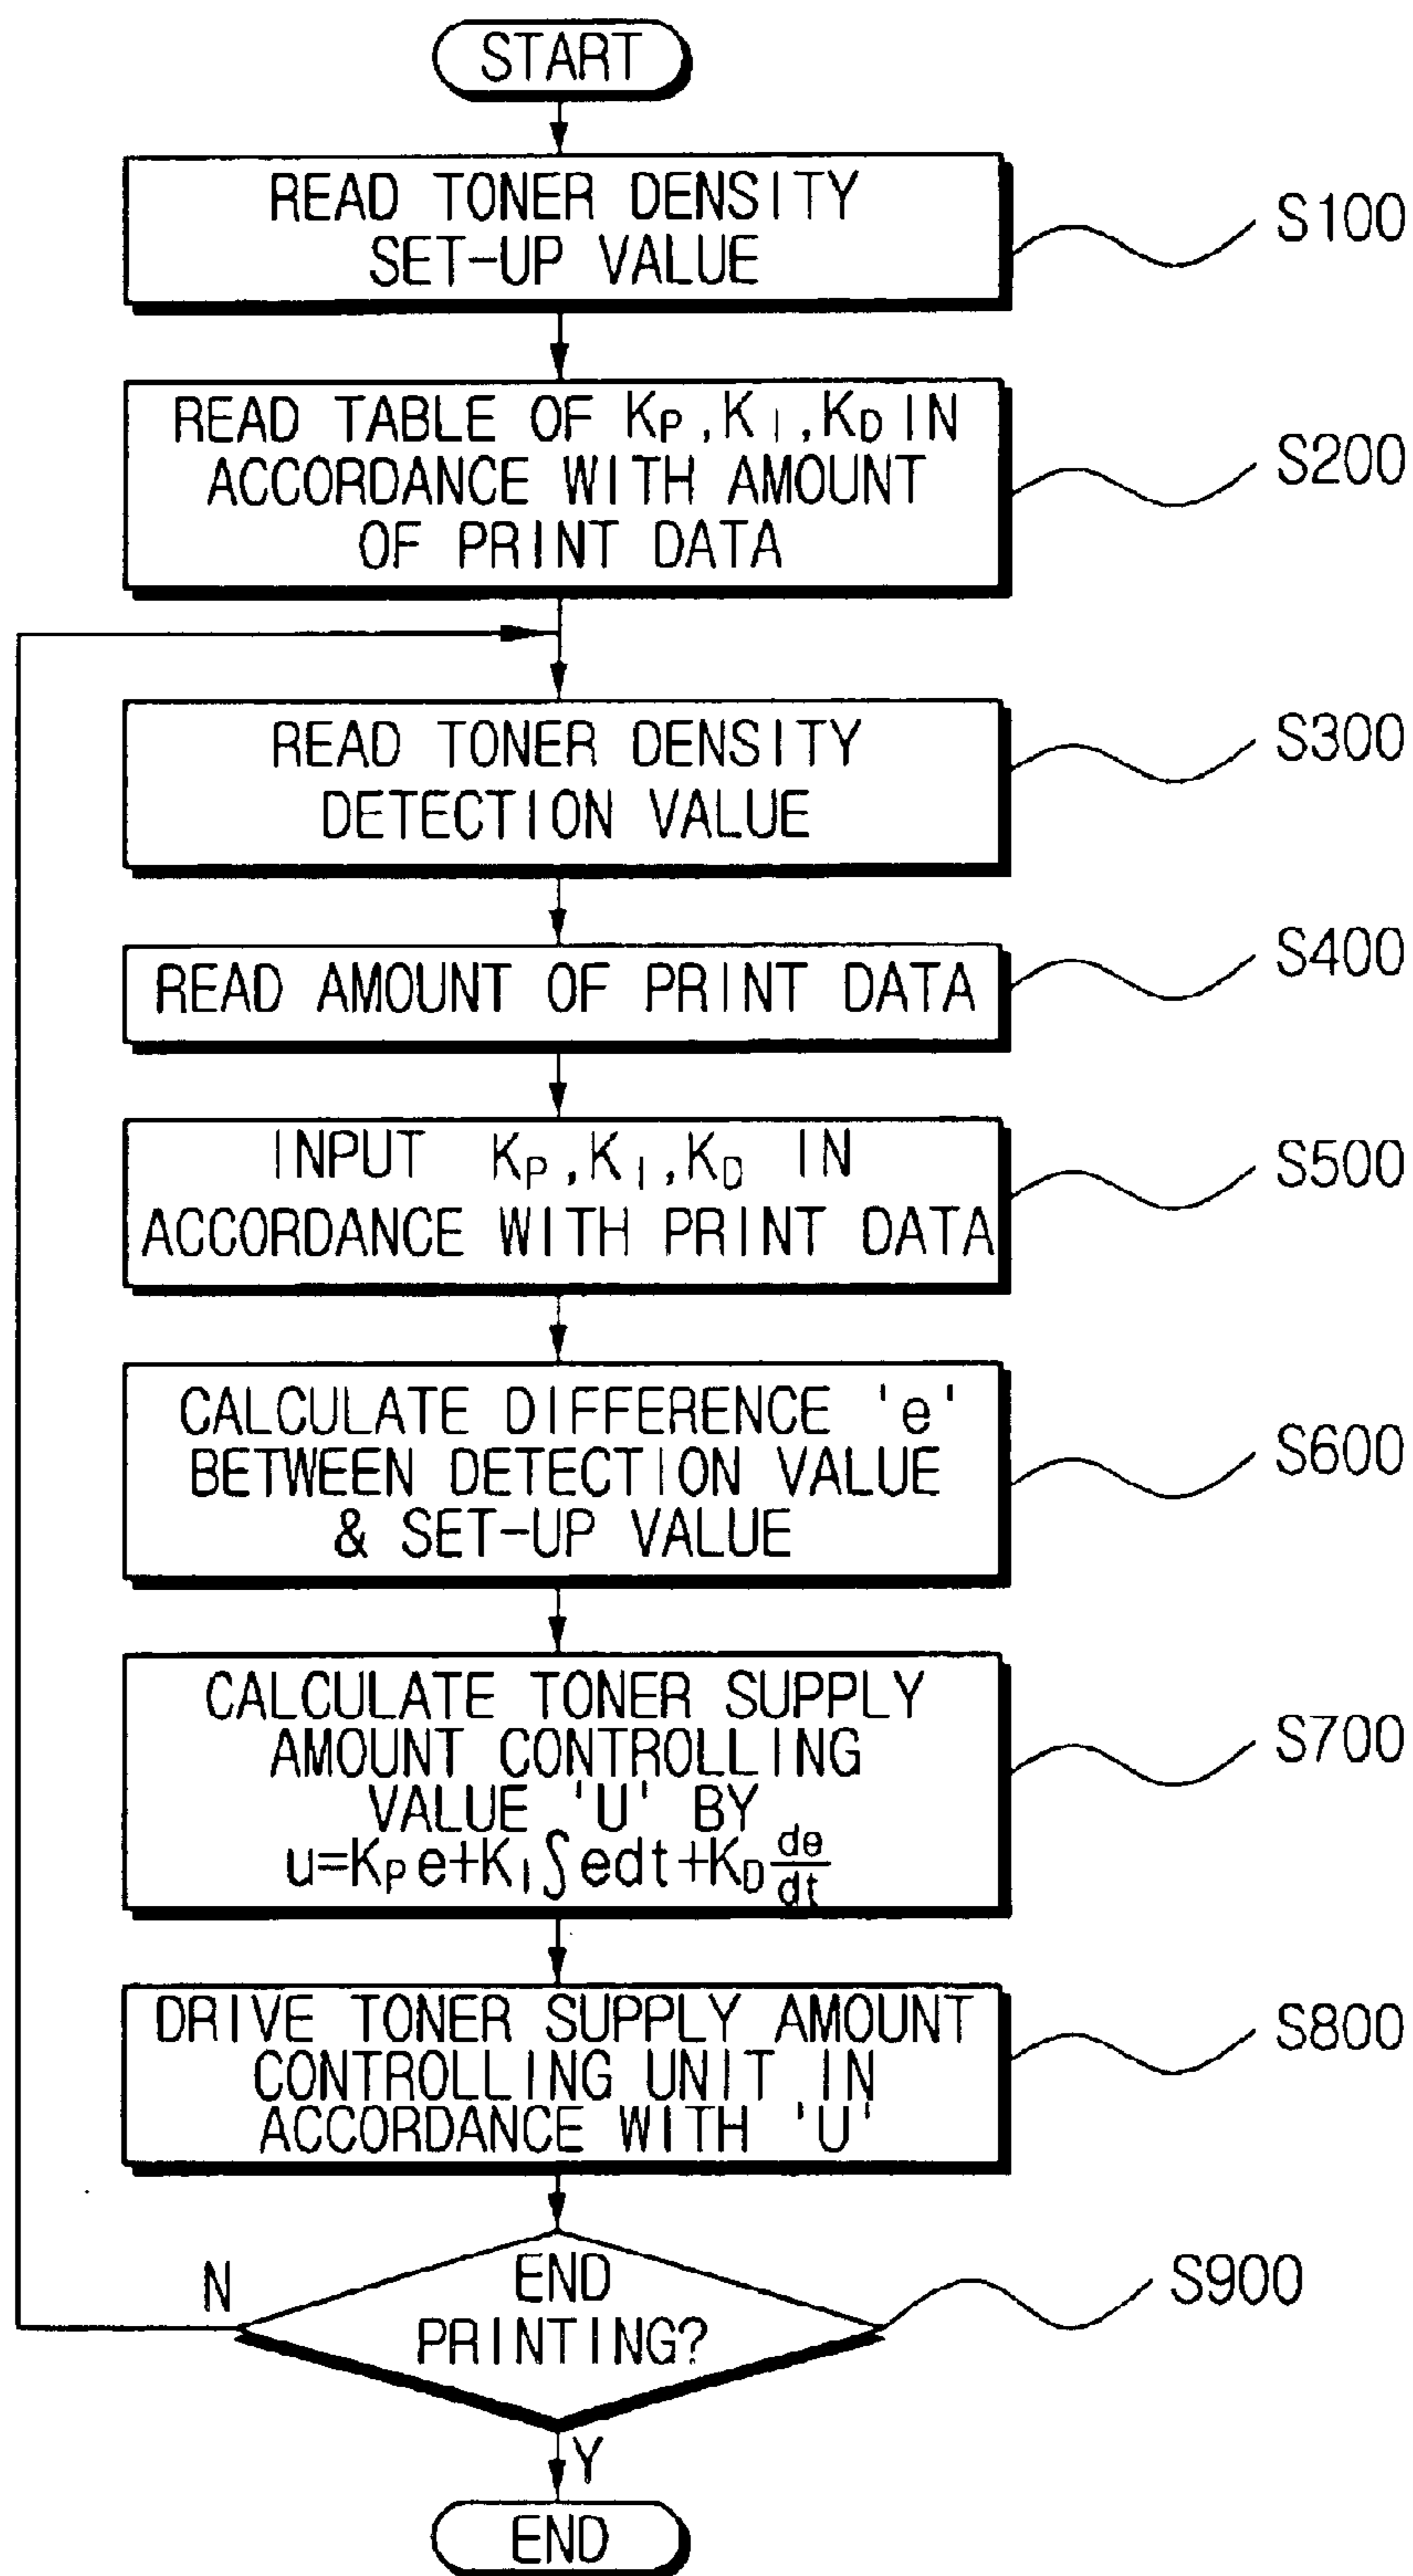 START
READ TONER DENSITY
SET-UP VALUE
S100
READ TABLE OF KP,KI,KD IN
ACCORDANCE WITH AMOUNT
OF PRINT DATA
S200
READ TONER DENSITY
DETECTION VALUE
S300
READ AMOUNT OF PRINT DATA
S400
INPUT KP,KI,KD IN
ACCORDANCE WITH PRINT DATA
S500
CALCULATE DIFFERENCE 'e'
BETWEEN DETECTION VALUE
& SET-UP VALUE
S600
CALCULATE TONER SUPPLY
AMOUNT CONTROLLING
VALUE 'U' BY
u=KPe+KI∫edt+KD de/dt
S700
DRIVE TONER SUPPLY AMOUNT
CONTROLLING UNIT IN
ACCORDANCE WITH 'U'
S800
END
PRINTING?
S900
N
Y
END